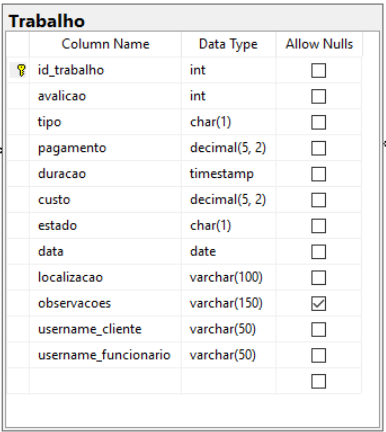 Trabalho
Column Name Data Type Allow Nulls
id_trabalho int
avalicao int
tipo char(1)
pagamento decimal(5, 2)
duracao timestamp
custo decimal(5, 2)
estado char(1)
data date
localizacao varchar(100)
observacoes varchar(150)
username_cliente varchar(50)
username_funcionario varchar(50)